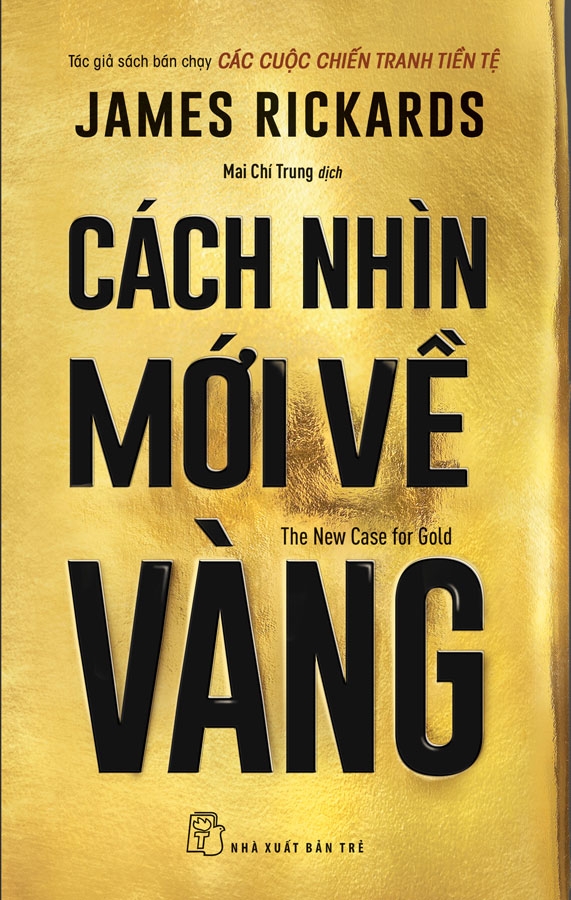 Tác giả sách bán chạy CÁC CUỘC CHIẾN TRANH TIỀN TỆ
JAMES RICKARDS
Mai Chí Trung dịch
CÁCH NHÌN
MỚI VỀ
The New Case for Gold
VÀNG
T
NHÀ XUẤT BẢN TRẺ